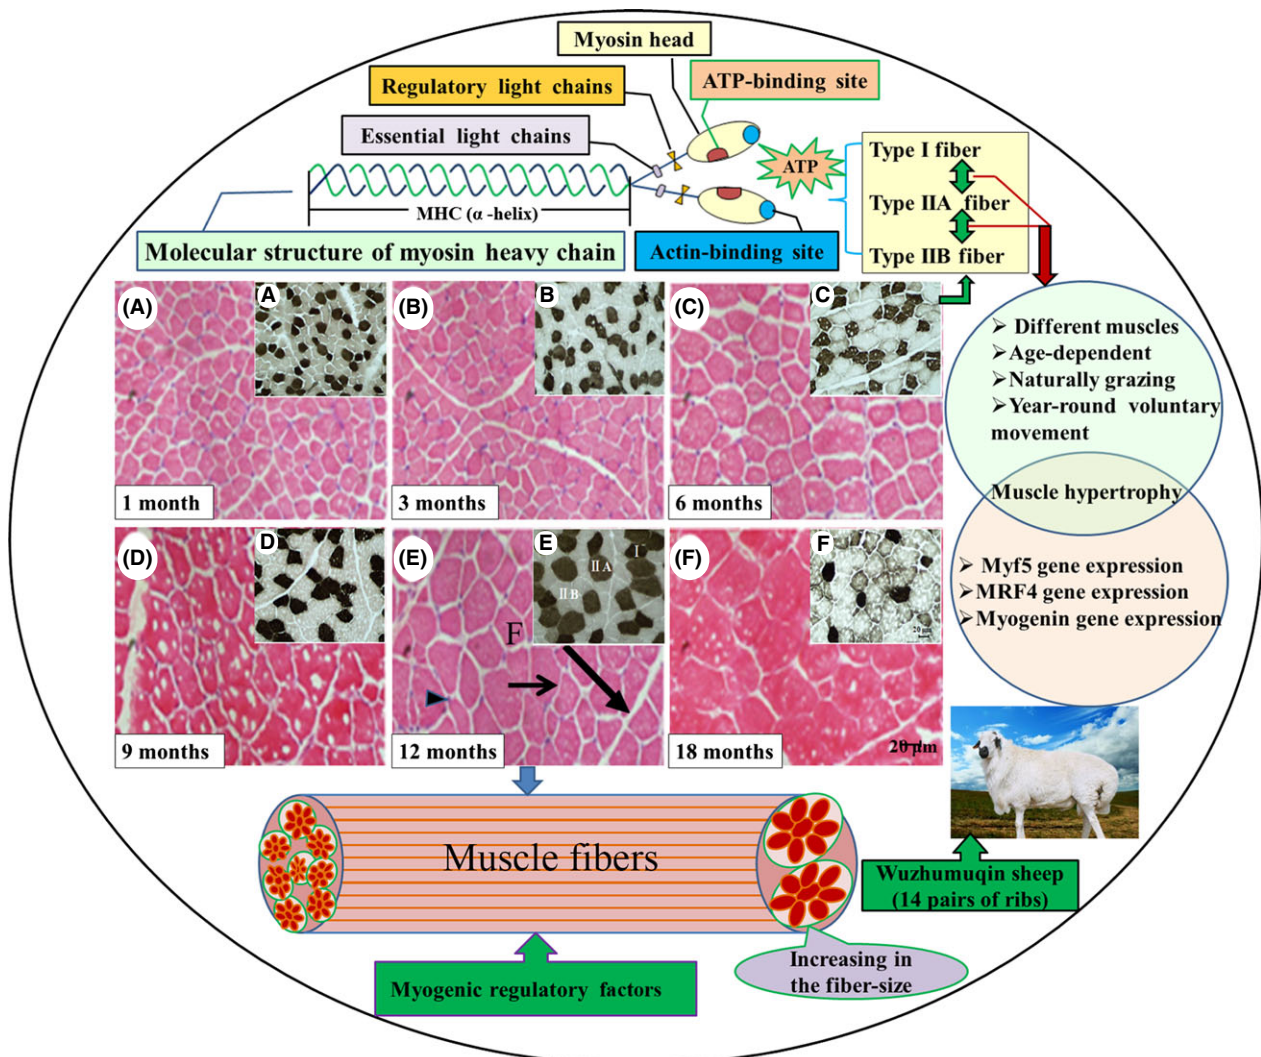 Myosin head
ATP-binding site
Regulatory light chains
Essential light chains
ATP
Type I fiber
Type IIA fiber
Type IIB fiber
MHC (α -helix)
Molecular structure of myosin heavy chain
Actin-binding site
(A)
A
1 month
(B)
B
3 months
(C)
C
6 months
➢ Different muscles
➢Age-dependent
➢Naturally grazing
➢Year-round voluntary
movement
Muscle hypertrophy
➢ Myf5 gene expression
➢MRF4 gene expression
➢Myogenin gene expression
(D)
D
9 months
(E)
E
I
IIA
IIB
F
12 months
(F)
F
20 μm
18 months
20 μm
Muscle fibers
Wuzhumuqin sheep
(14 pairs of ribs)
Increasing in
the fiber-size
Myogenic regulatory factors